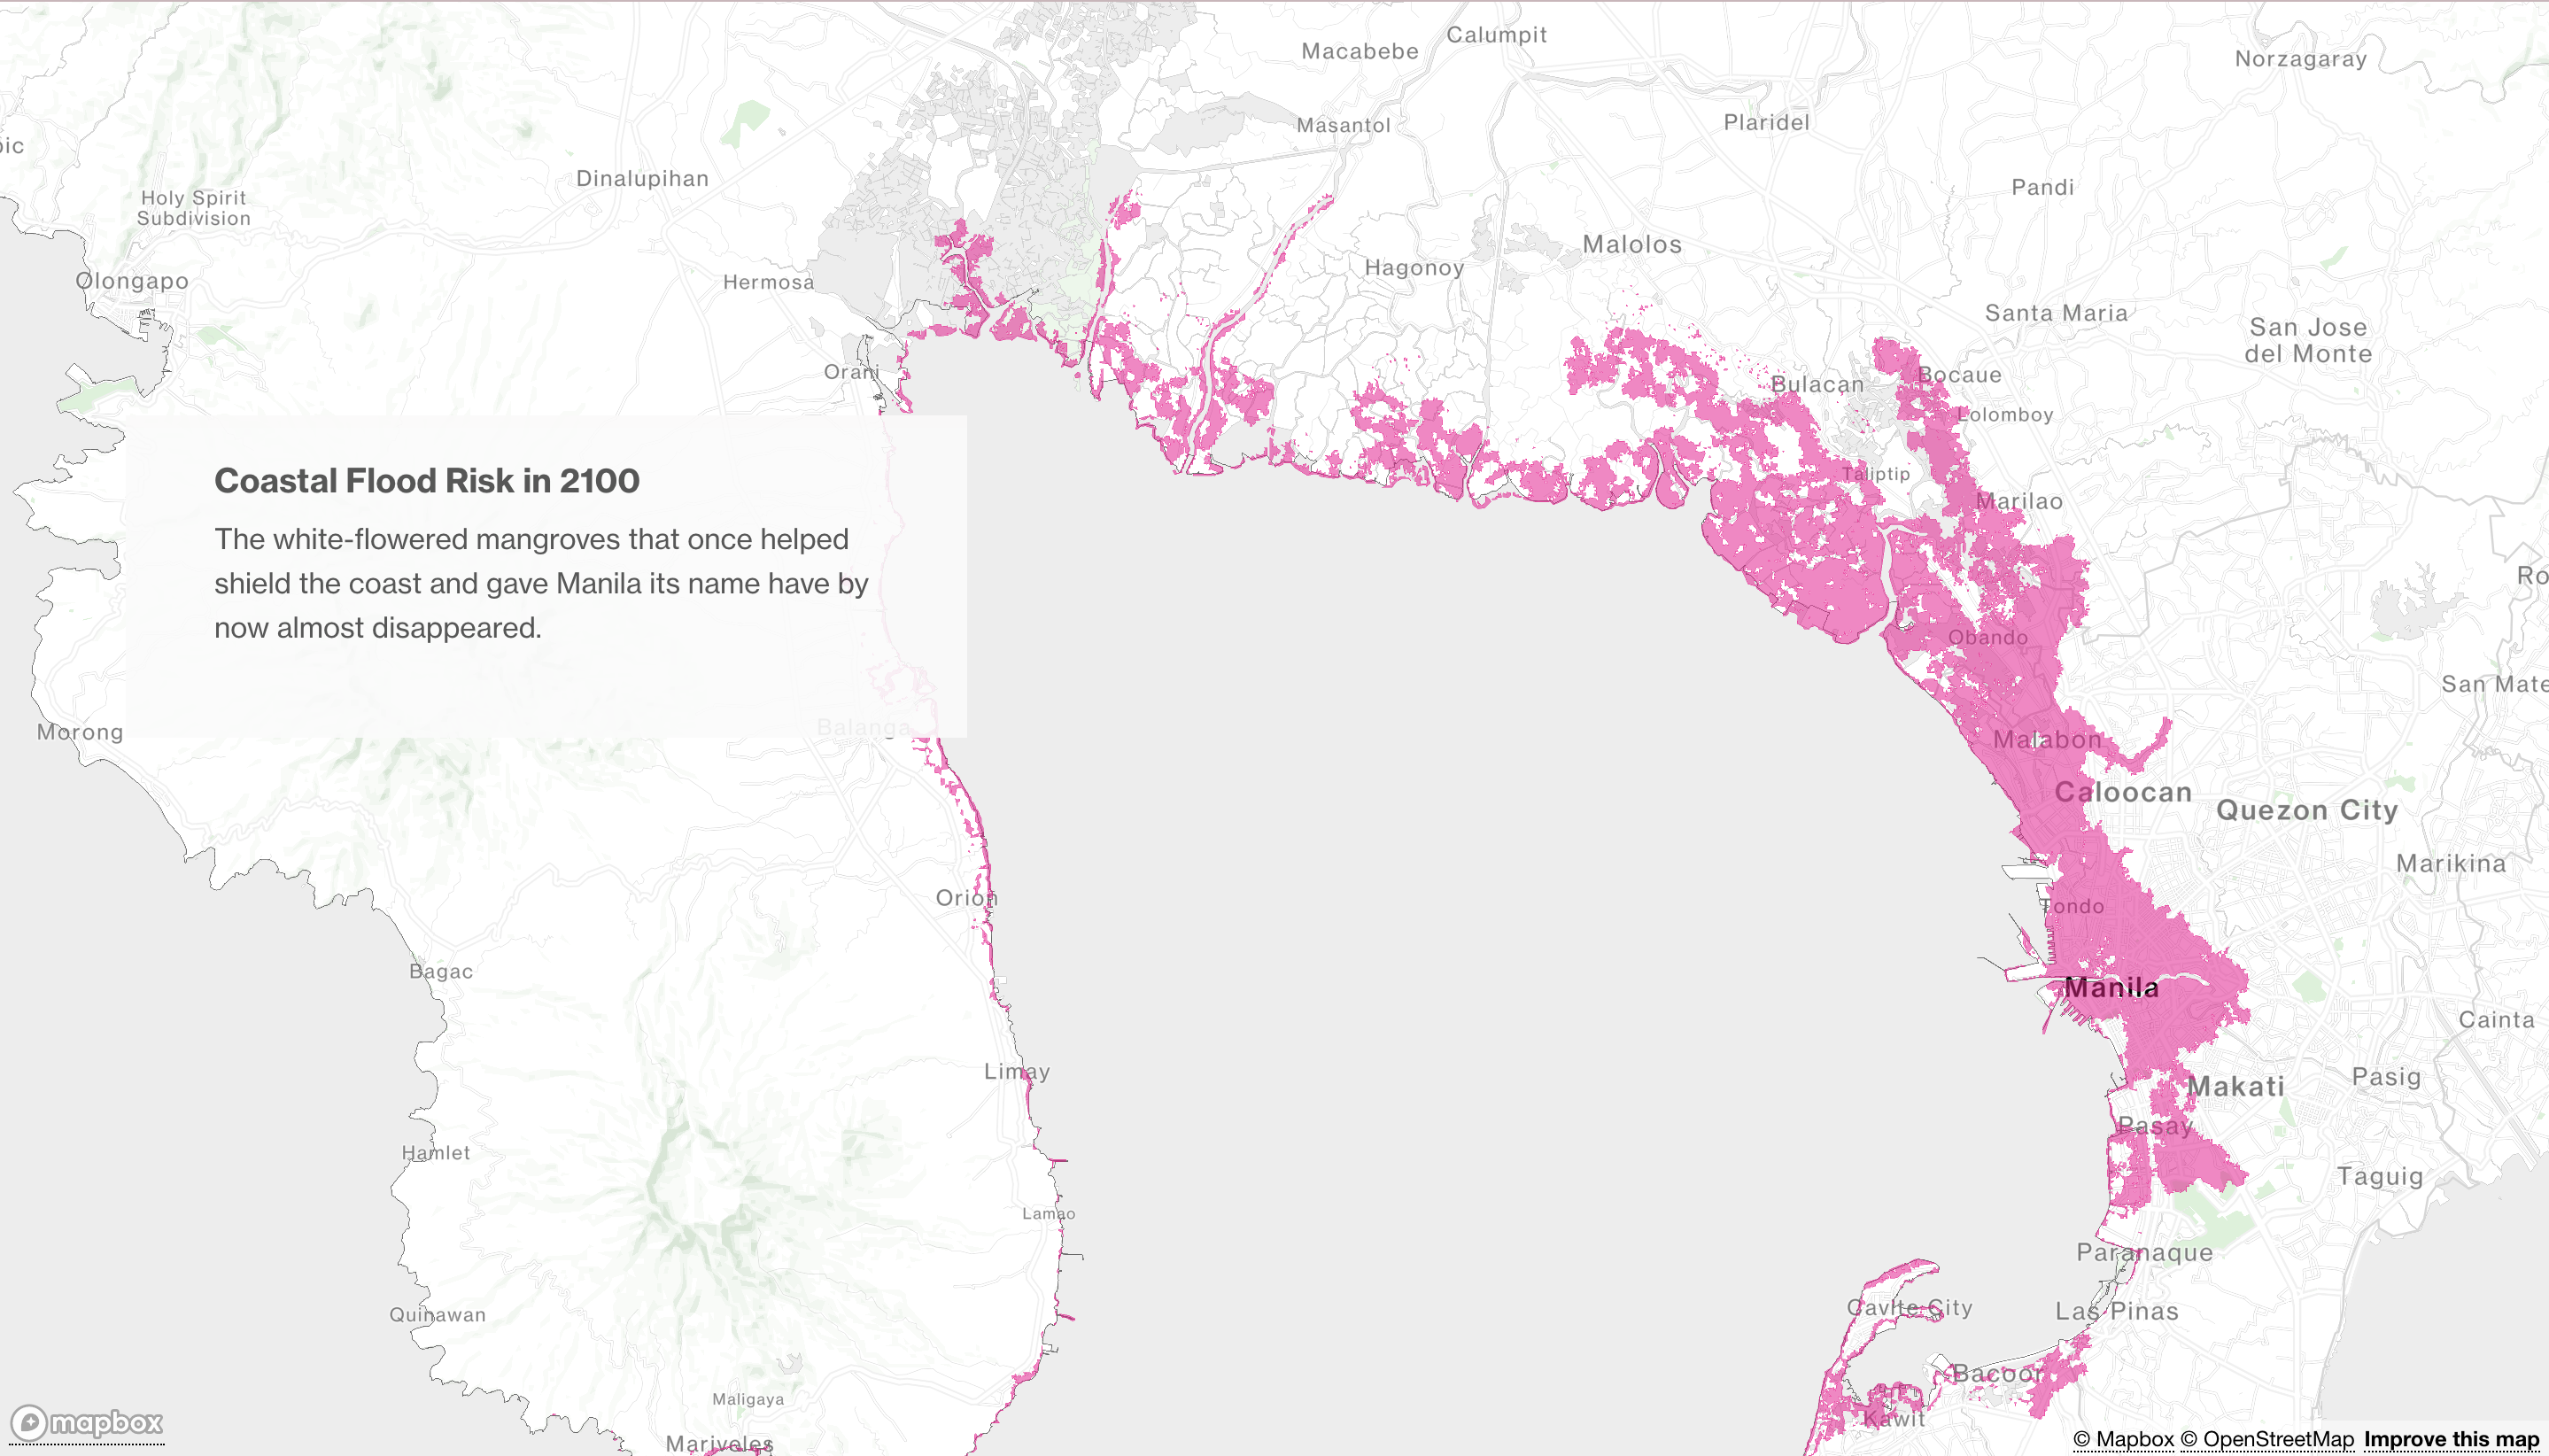 Calumpit
Macabebe
Norzagaray
Masantol
Plaridel
Dinalupihan
Holy Spirit
Subdivision
Pandi
Malolos
Hagonoy
Olongapo
Hermosa
Santa Maria
San Jose
del Monte
Orani
Bulacan
Bocaue
Lolomboy
Taliptip
Marilao
Coastal Flood Risk in 2100
The white-flowered mangroves that once helped
shield the coast and gave Manila its name have by
now almost disappeared.
Obando
San Mate
Balanga
Morong
Malabon
Caloocan
Quezon City
Marikina
Orion
Tondo
Bagac
Manila
Cainta
Limay
Makati
Pasig
Pasay
Hamlet
Taguig
Lamao
Paranaque
Cavite City
Las Pinas
Quinawan
Bacoor
Maligaya
Kawit
mapbox
Mariveles
© Mapbox © OpenStreetMap Improve this map